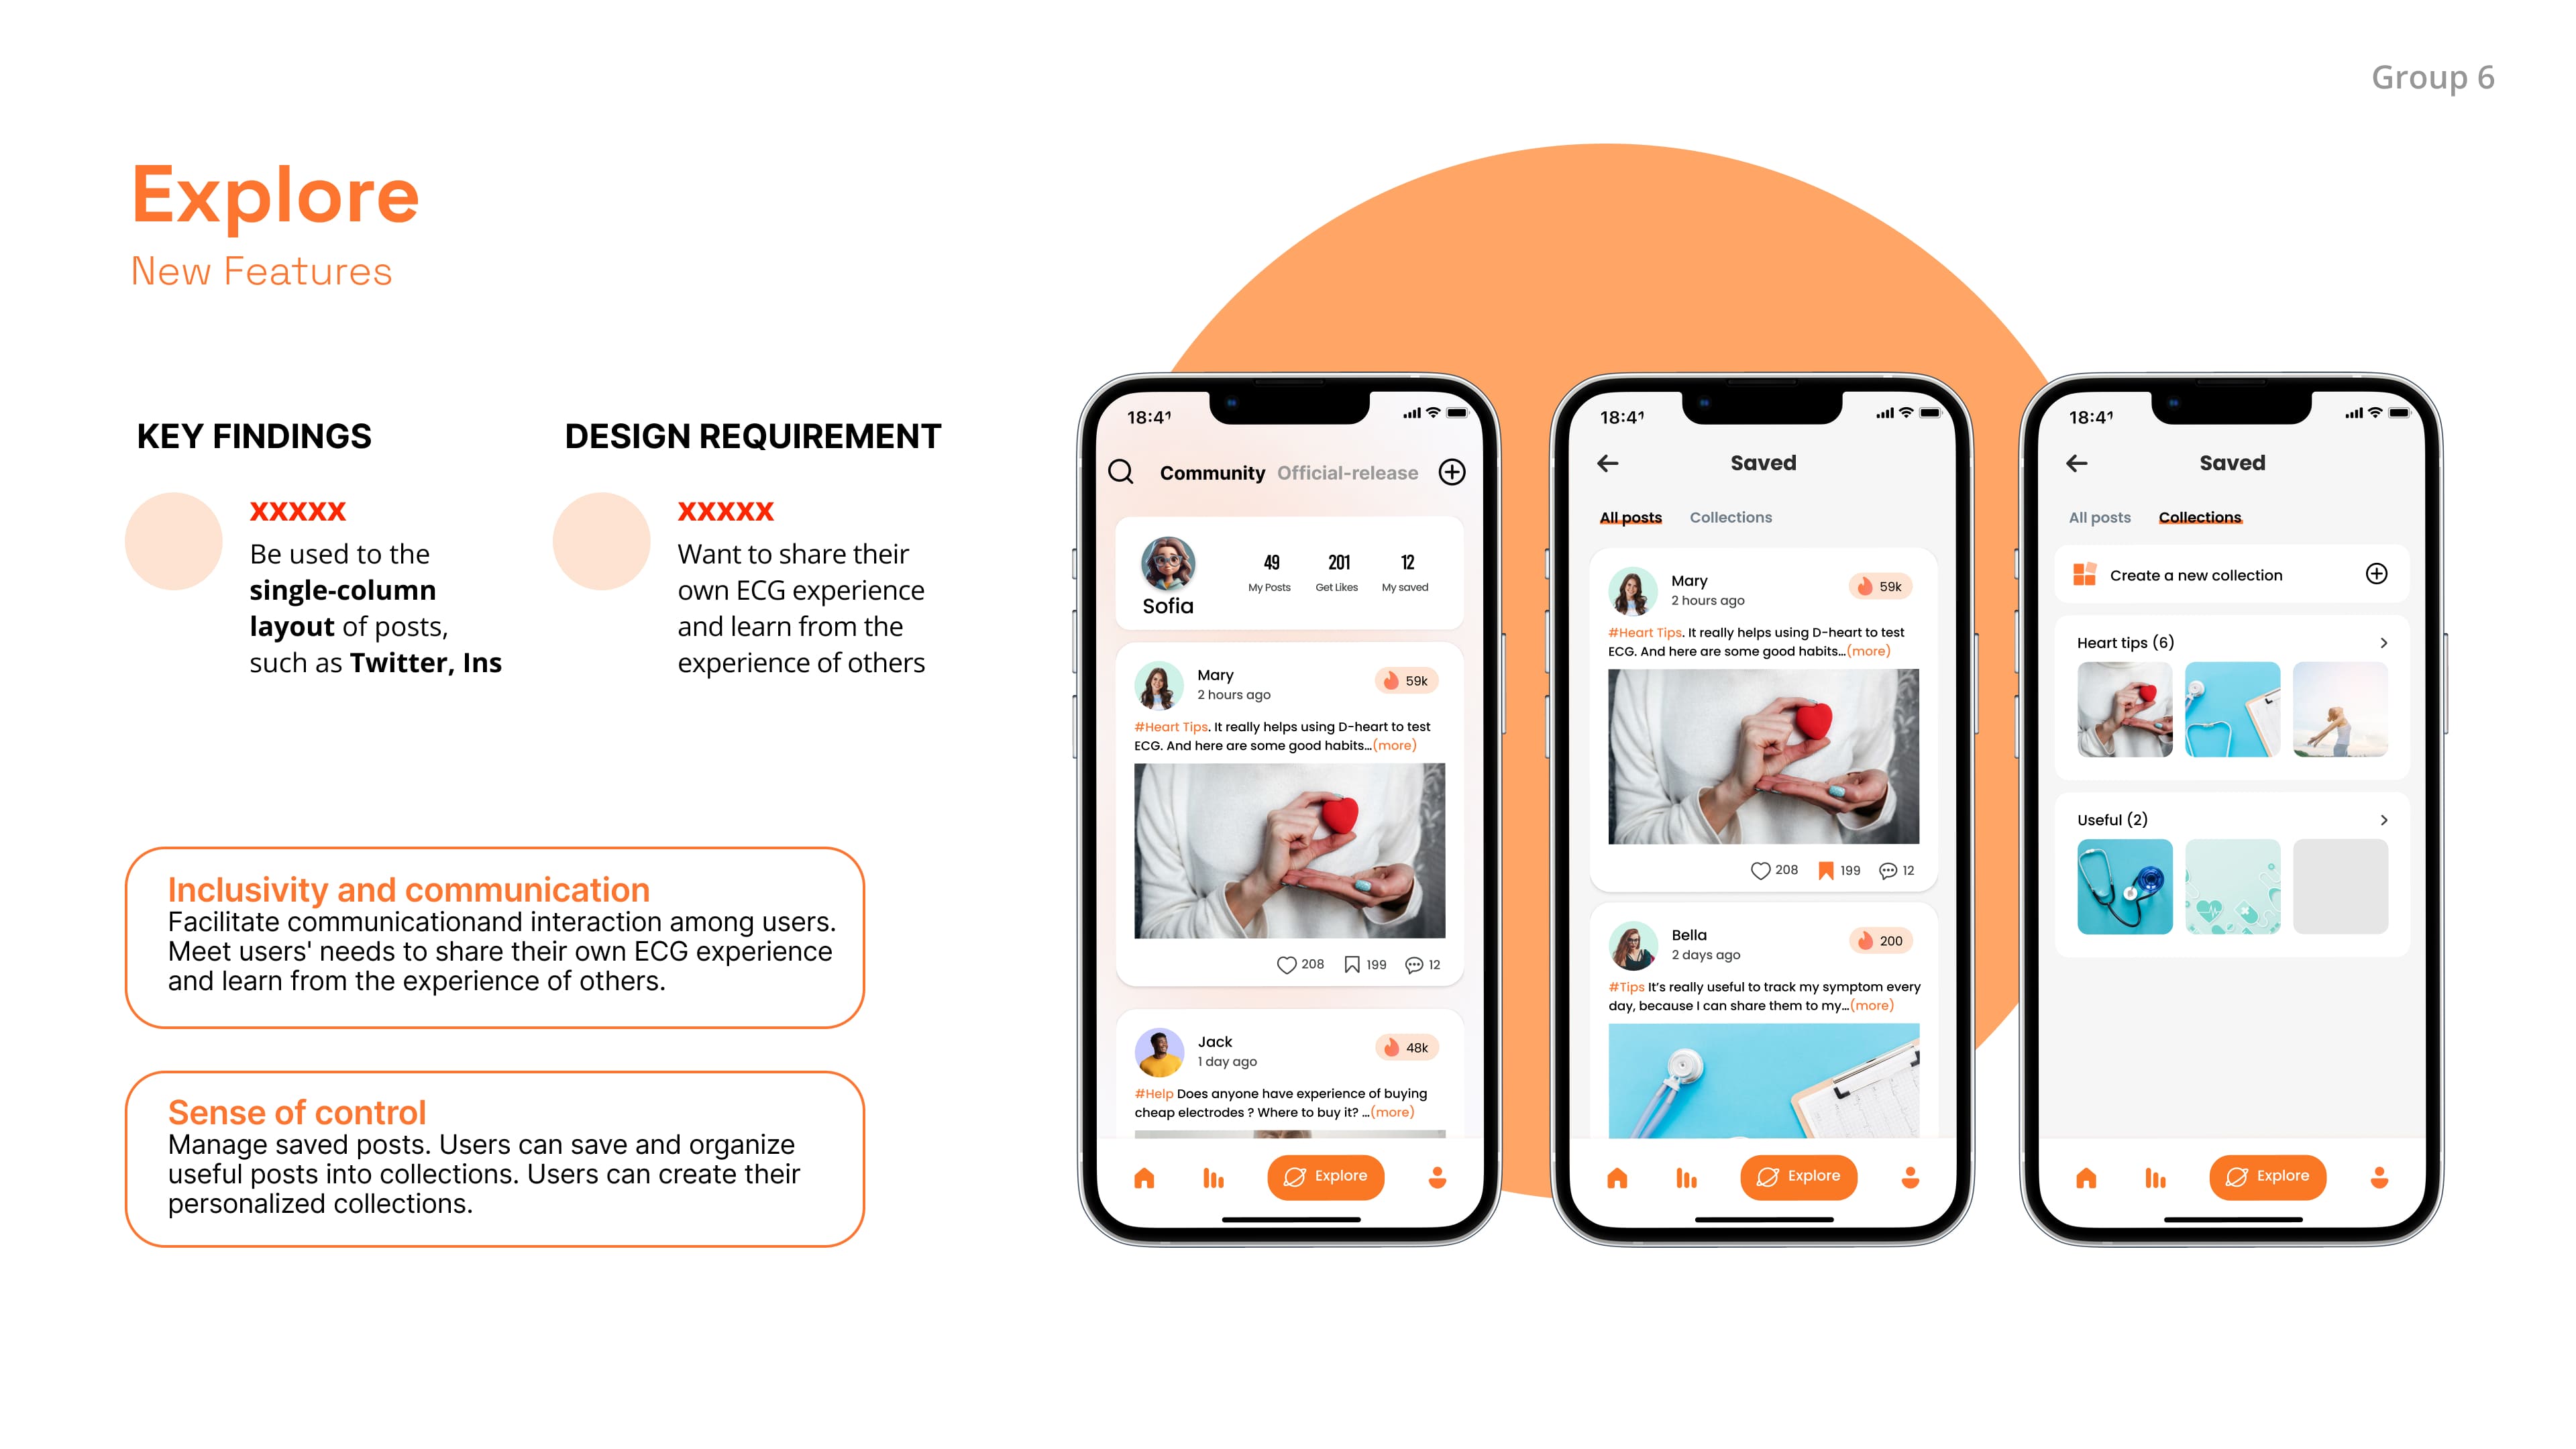 Group 6
Explore
New Features
KEY FINDINGS
xxxxx
Be used to the
single-column
layout of posts,
such as Twitter, Ins
DESIGN REQUIREMENT
xxxxx
Want to share their
own ECG experience
and learn from the
experience of others
Inclusivity and communication
Facilitate communicationand interaction among users.
Meet users' needs to share their own ECG experience
and learn from the experience of others.
Sense of control
Manage saved posts. Users can save and organize
useful posts into collections. Users can create their
personalized collections.
18:41
Community Official-release
Sofia
49 201 12
My Posts Get Likes My saved
Mary
2 hours ago
59k
#Heart Tips. It really helps using D-heart to test
ECG. And here are some good habits...(more)
208 199 12
Jack
1 day ago
48k
#Help Does anyone have experience of buying
cheap electrodes ? Where to buy it? ...(more)
Explore
18:41
Saved
All posts Collections
Mary
2 hours ago
59k
#Heart Tips. It really helps using D-heart to test
ECG. And here are some good habits...(more)
208 199 12
Bella
2 days ago
200
#Tips It's really useful to track my symptom every
day, because I can share them to my...(more)
Explore
18:41
Saved
All posts Collections
Create a new collection
Heart tips (6)
Useful (2)
Explore